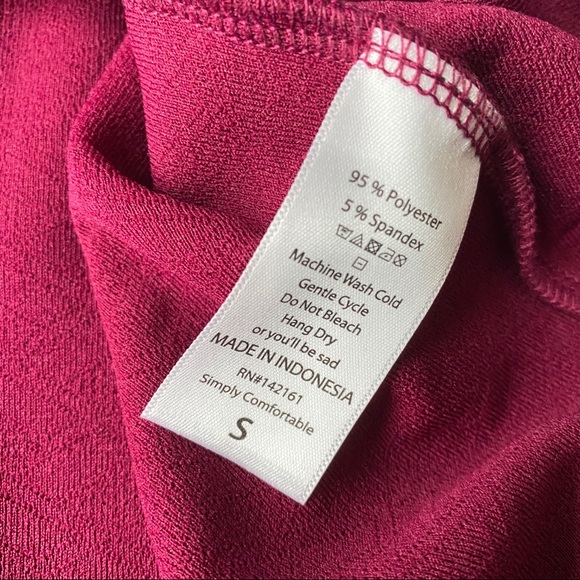 95 % Polyester
5 % Spandex
Machine Wash Cold
Gentle Cycle
Do Not Bleach
Hang Dry
or you'll be sad
MADE IN INDONESIA
RN#142161
Simply Comfortable
S